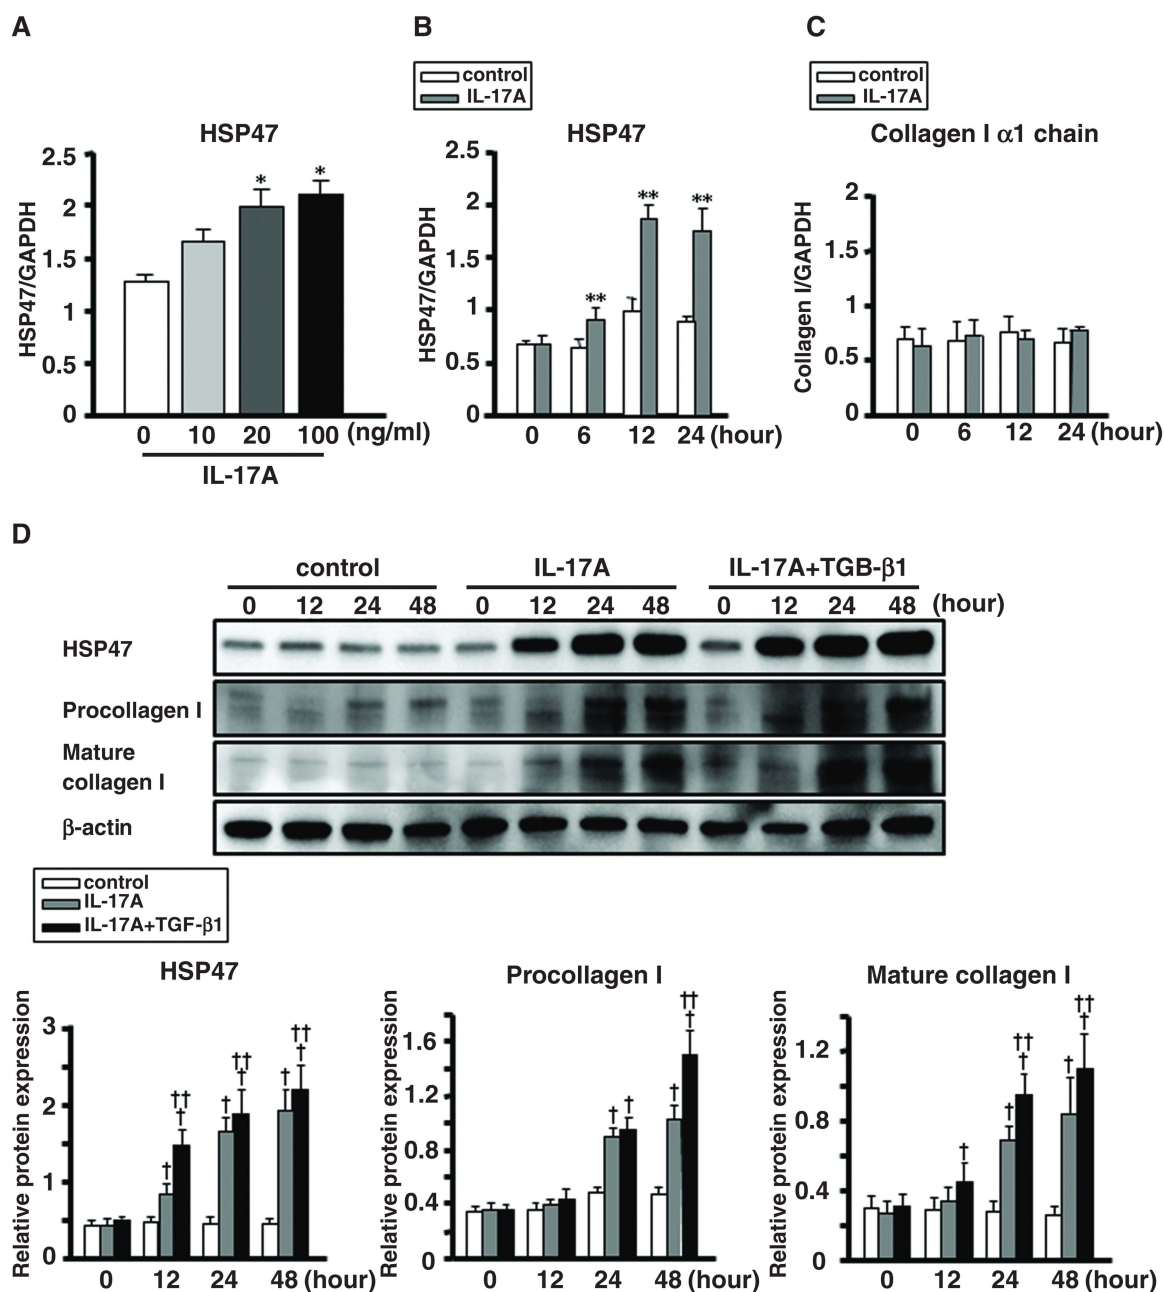 A
HSP47
HSP47/GAPDH
2.5
2
1.5
1
0.5
0
*
*
0 10 20 100 (ng/ml)
IL-17A
B
control
IL-17A
HSP47
HSP47/GAPDH
2.5
2
1.5
1
0.5
0
**
**
**
0 6 12 24 (hour)
C
control
IL-17A
Collagen I α1 chain
Collagen I/GAPDH
2
1.5
1
0.5
0
0 6 12 24 (hour)
D
control IL-17A IL-17A+TGB-β1
0 12 24 48 0 12 24 48 0 12 24 48 (hour)
HSP47
Procollagen I
Mature
collagen I
β-actin
control
IL-17A
IL-17A+TGF-β1
HSP47
Relative protein expression
3
2
1
0
†
††
†
†
††
†
†
††
†
0 12 24 48 (hour)
Procollagen I
Relative protein expression
1.6
1.2
0.8
0.4
0
†
†
†
††
†
0 12 24 48 (hour)
Mature collagen I
Relative protein expression
1.2
0.8
0.4
0
†
†
††
†
†
††
†
0 12 24 48 (hour)